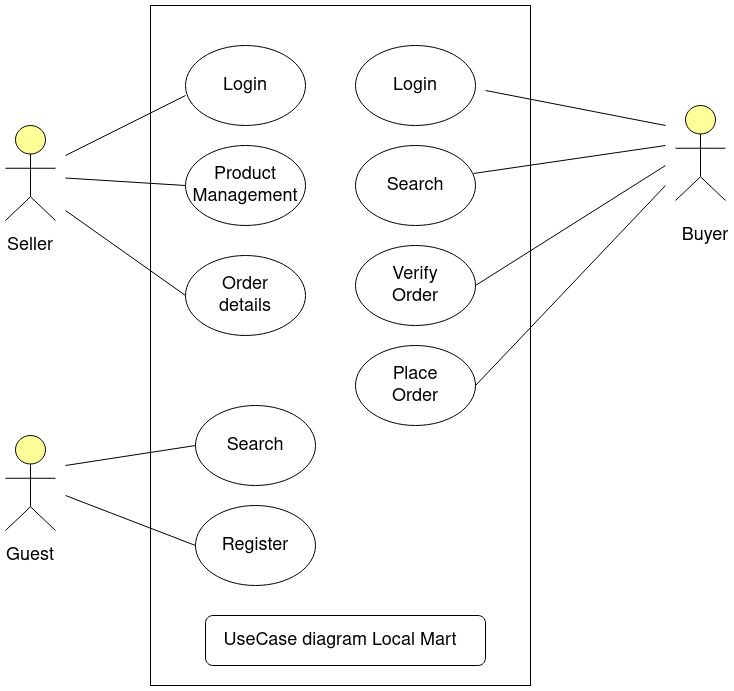 Login
Login
Product
Management
Search
Seller
Buyer
Order
details
Verify
Order
Place
Order
Search
Register
Guest
UseCase diagram Local Mart